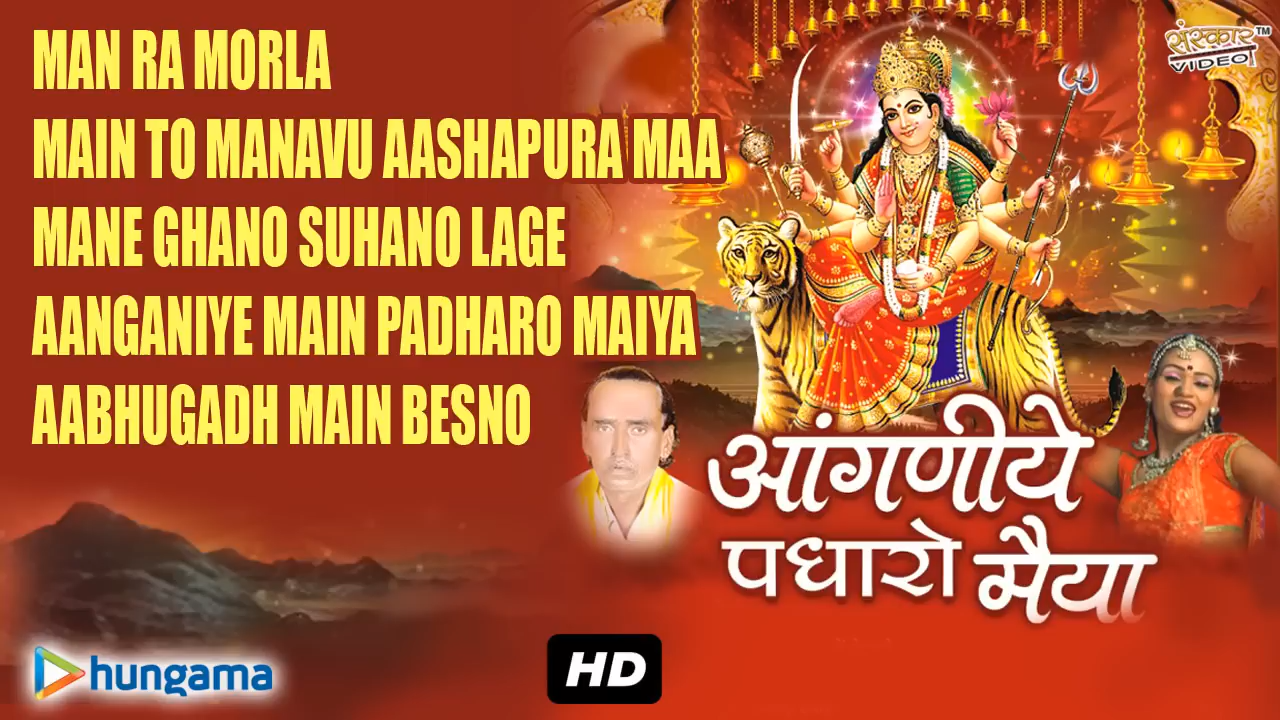 MAN RA MORLA
MAIN TO MANAVU AASHAPURA MAA
MANE GHANO SUHANO LAGE
AANGANIYE MAIN PADHARO MAIYA
AABHUGADH MAIN BESNO
संस्कार TM
VIDEO
आंगणीये
पधारो मैया
hungama
HD